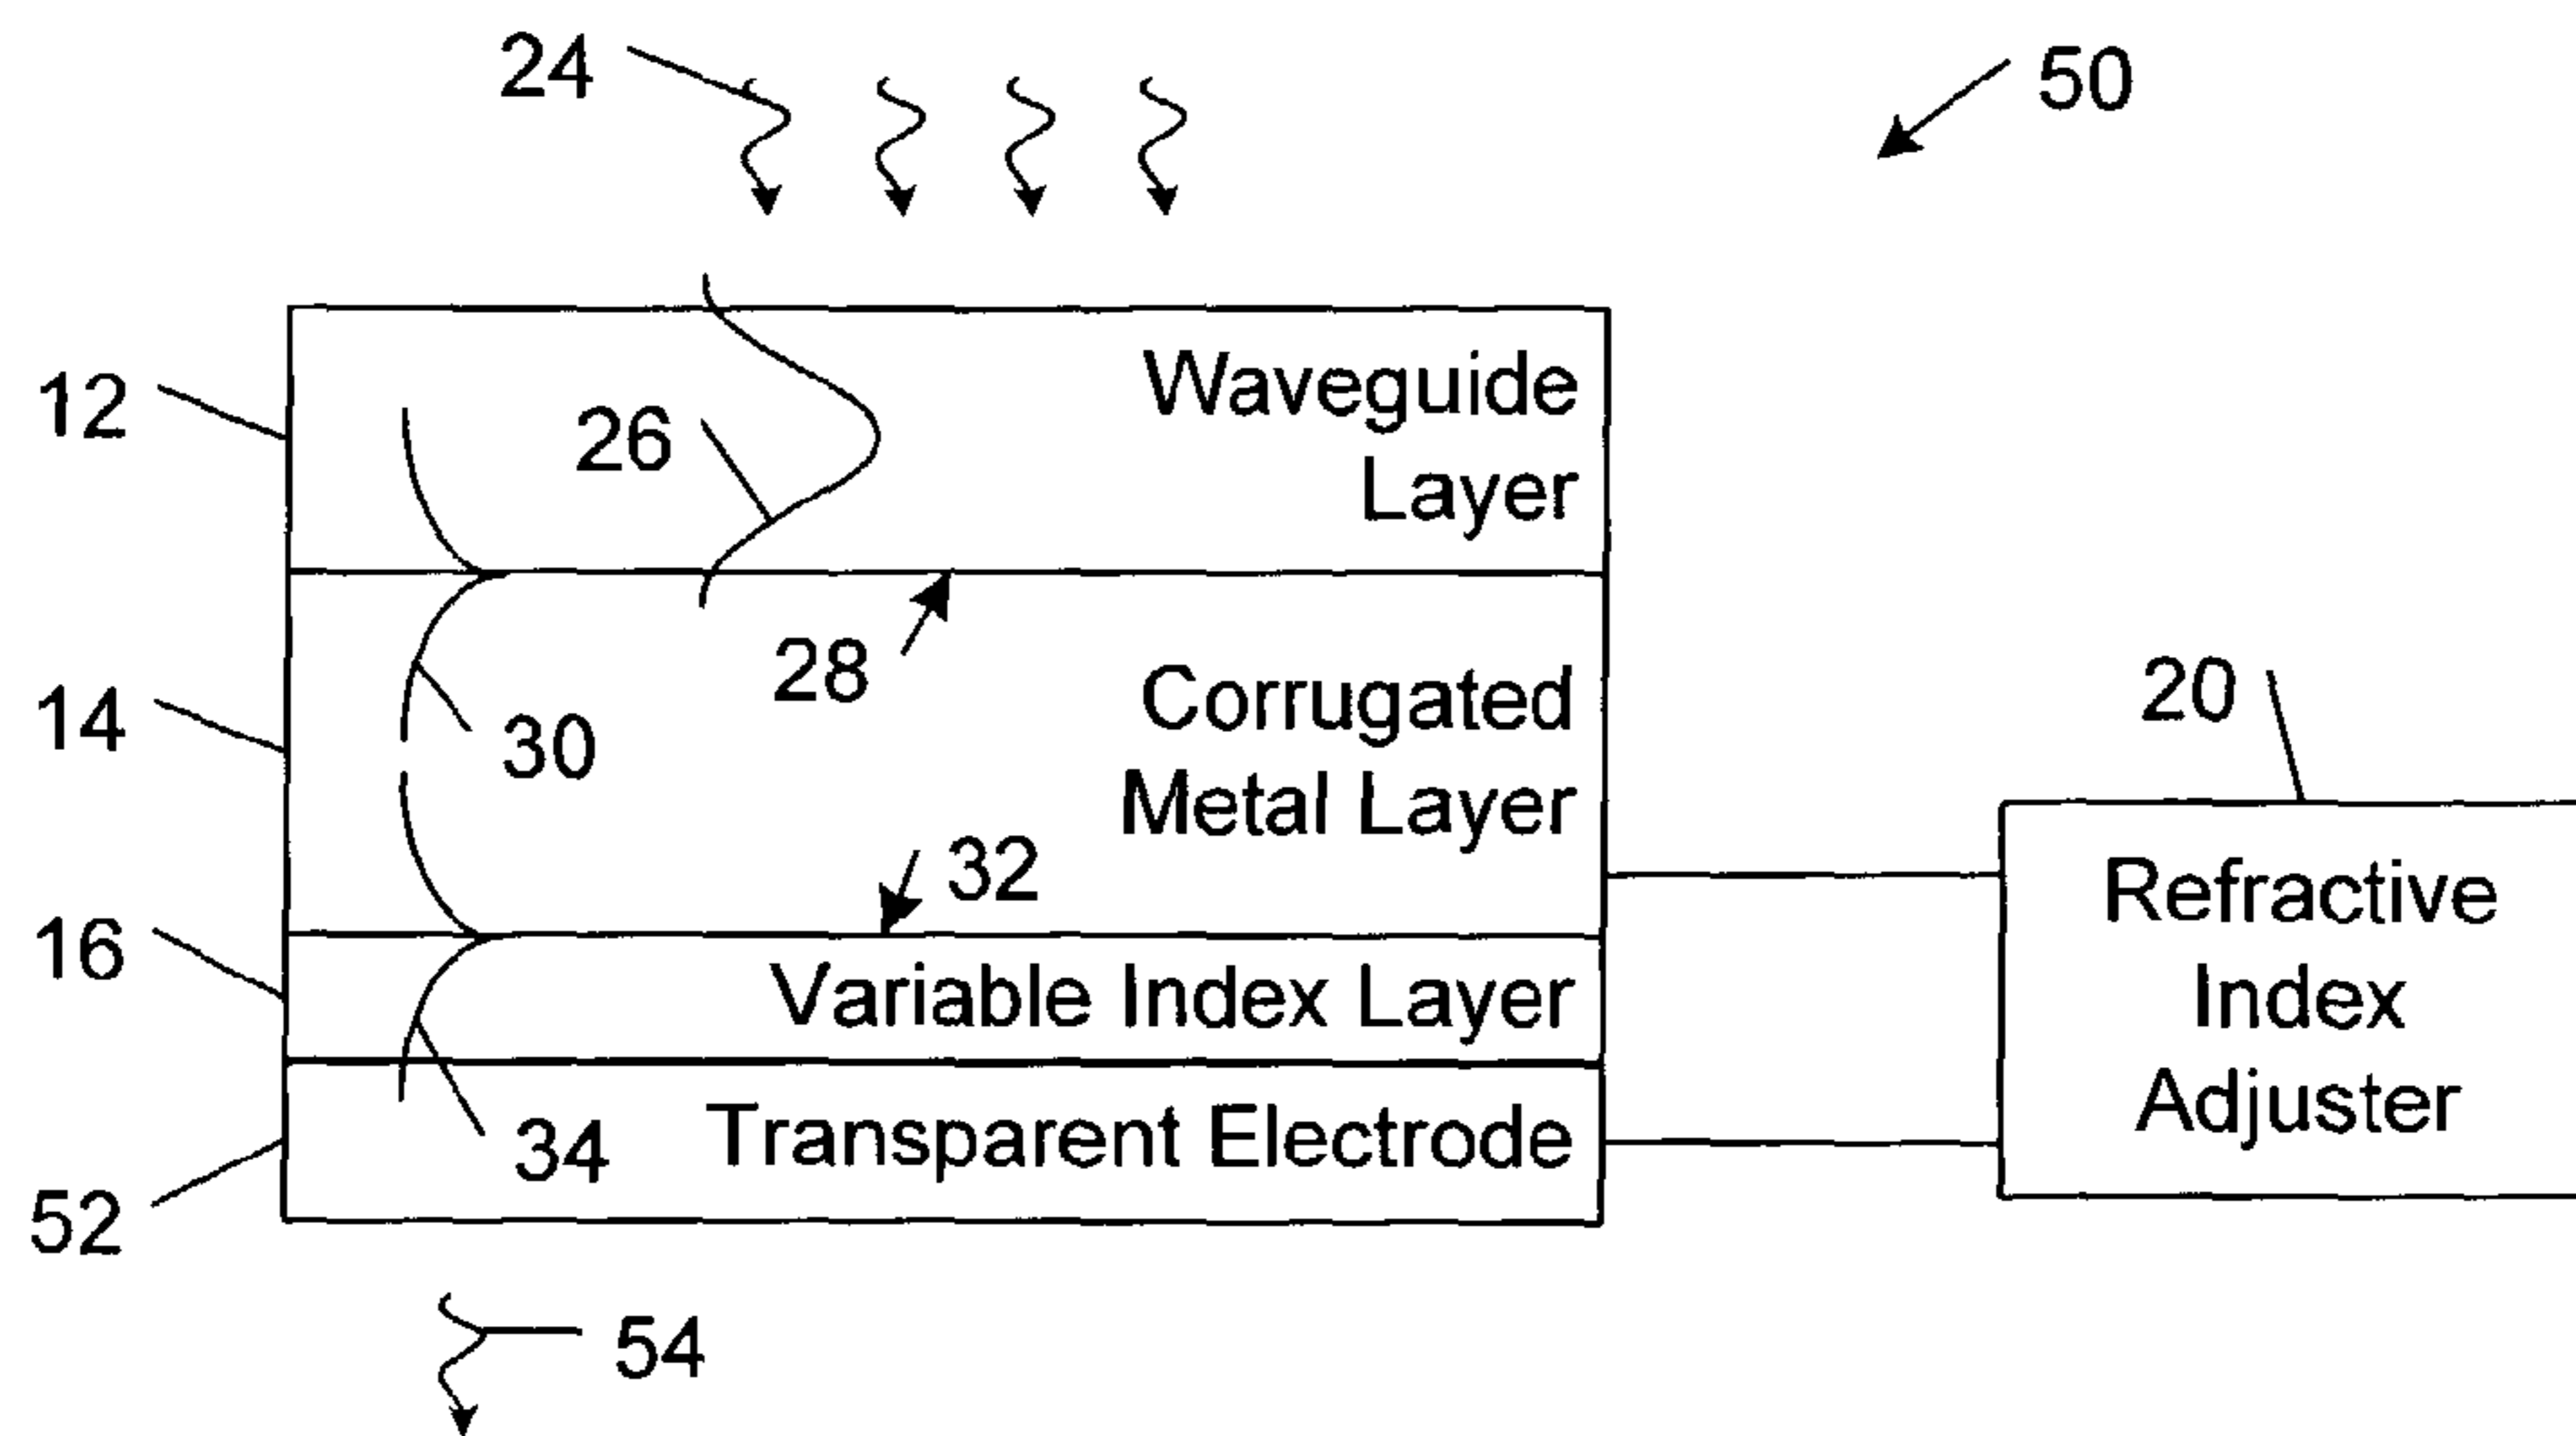 24
50
12
26
Waveguide
Layer
28
14
30
Corrugated
Metal Layer
20
32
16
Variable Index Layer
Refractive
Index
Adjuster
34
Transparent Electrode
52
54